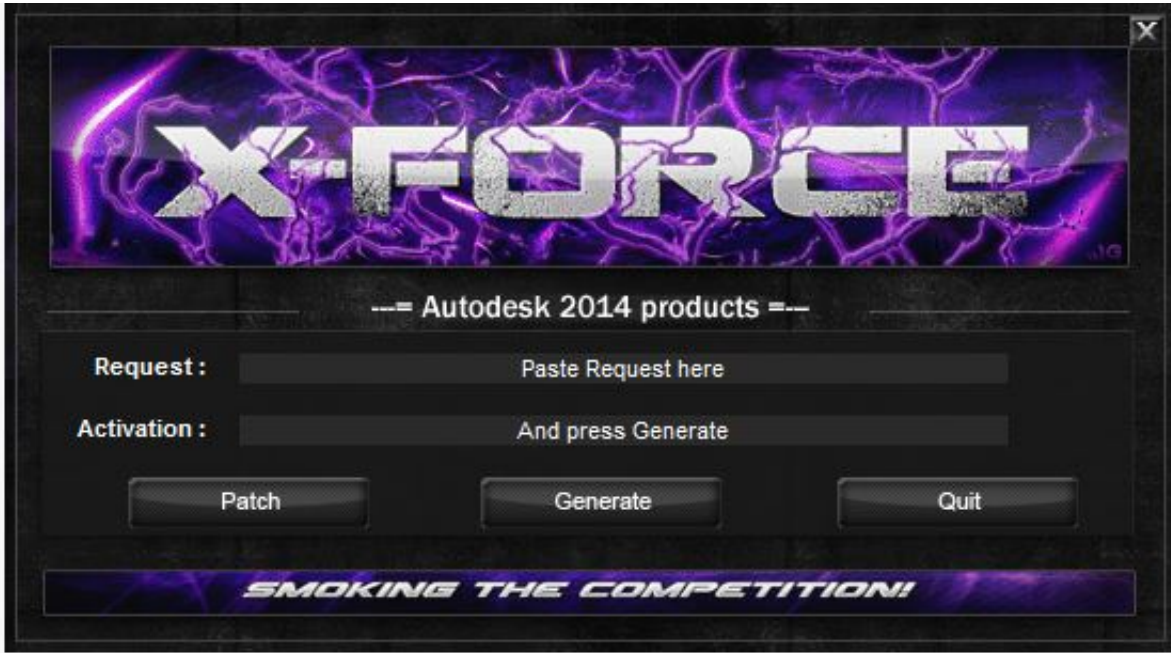 X
X-FORCE
---= Autodesk 2014 products =---
Request : Paste Request here
Activation : And press Generate
Patch Generate Quit
SMOKING THE COMPETITION!